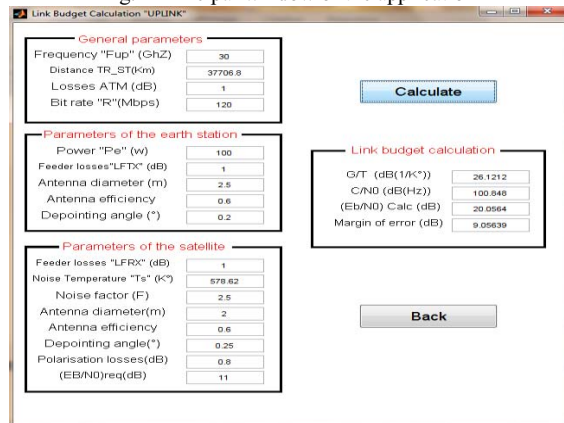 Link Budget Calculation "UPLINK"
General parameters
Frequency "Fup" (GhZ) 30
Distance TR_ST(Km) 37706.8
Losses ATM (dB) 1
Bit rate "R"(Mbps) 120
Parameters of the earth station
Power "Pe" (w) 100
Feeder losses"LFTX" (dB) 1
Antenna diameter (m) 2.5
Antenna efficiency 0.6
Depointing angle (°) 0.2
Parameters of the satellite
Feeder losses "LFRX" (dB) 1
Noise Temperature "Ts" (K°) 578.62
Noise factor (F) 2.5
Antenna diameter(m) 2
Antenna efficiency 0.6
Depointing angle(°) 0.25
Polarisation losses(dB) 0.8
(EB/N0)req(dB) 11
Calculate
Link budget calculation
G/T (dB(1/K°)) 26.1212
C/N0 (dB(Hz)) 100.848
(Eb/N0) Calc (dB) 20.0564
Margin of error (dB) 9.05639
Back